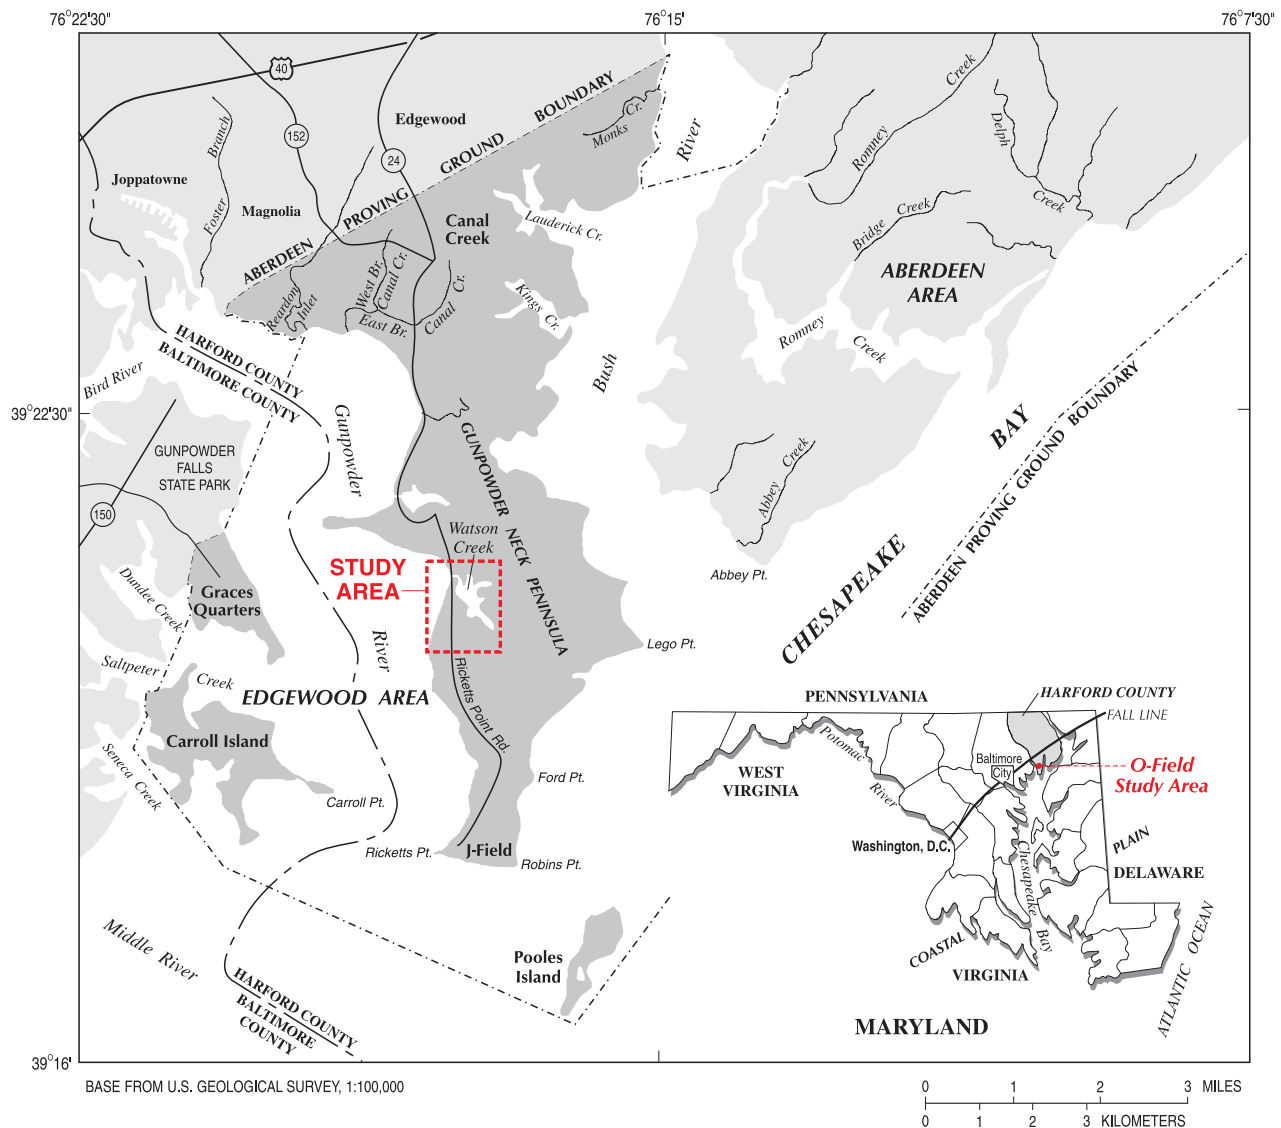 76°22'30"
76°15'
76°7'30"
40
152
24
Edgewood
Joppatowne
Foster Branch
Magnolia
ABERDEEN PROVING GROUND BOUNDARY
Monks Cr.
River
Romney Creek
Delph Creek
Canal
Creek
Lauderick Cr.
Bridge Creek
ABERDEEN
AREA
Reardon
Inlet
West Br.
Canal Cr.
East Br.
Canal Cr.
Kings Cr.
Romney Creek
HARFORD COUNTY
BALTIMORE COUNTY
Bird River
Bush
39°22'30"
Gunpowder
GUNPOWDER NECK PENINSULA
BAY
ABERDEEN PROVING GROUND BOUNDARY
GUNPOWDER
FALLS
STATE PARK
150
Abbey Creek
Watson
Creek
STUDY
AREA
Abbey Pt.
CHESAPEAKE
Dundee Creek
Graces
Quarters
River
Lego Pt.
Saltpeter
Creek
EDGEWOOD AREA
Ricketts Point Rd.
Carroll Island
Seneca Creek
Carroll Pt.
Ford Pt.
Ricketts Pt.
J-Field
Robins Pt.
Middle River
Pooles
Island
HARFORD COUNTY
BALTIMORE
COUNTY
PENNSYLVANIA
HARFORD COUNTY
FALL LINE
Potomac
River
WEST
VIRGINIA
Baltimore
City
O-Field
Study Area
Washington, D.C.
Chesapeake
Bay
PLAIN
DELAWARE
COASTAL
VIRGINIA
ATLANTIC OCEAN
MARYLAND
39°16'
BASE FROM U.S. GEOLOGICAL SURVEY, 1:100,000
0 1 2 3 MILES
0 1 2 3 KILOMETERS